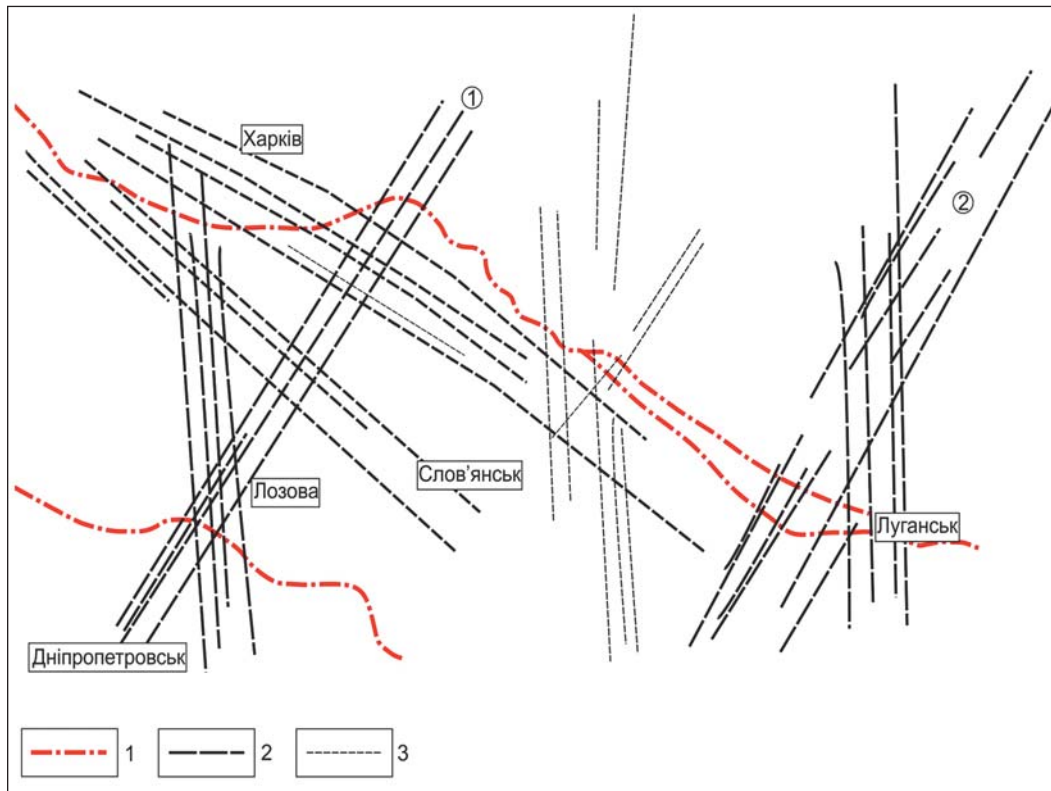 ①
Харків
②
Слов'янськ
Лозова
Луганськ
Дніпропетровськ
1
2
3